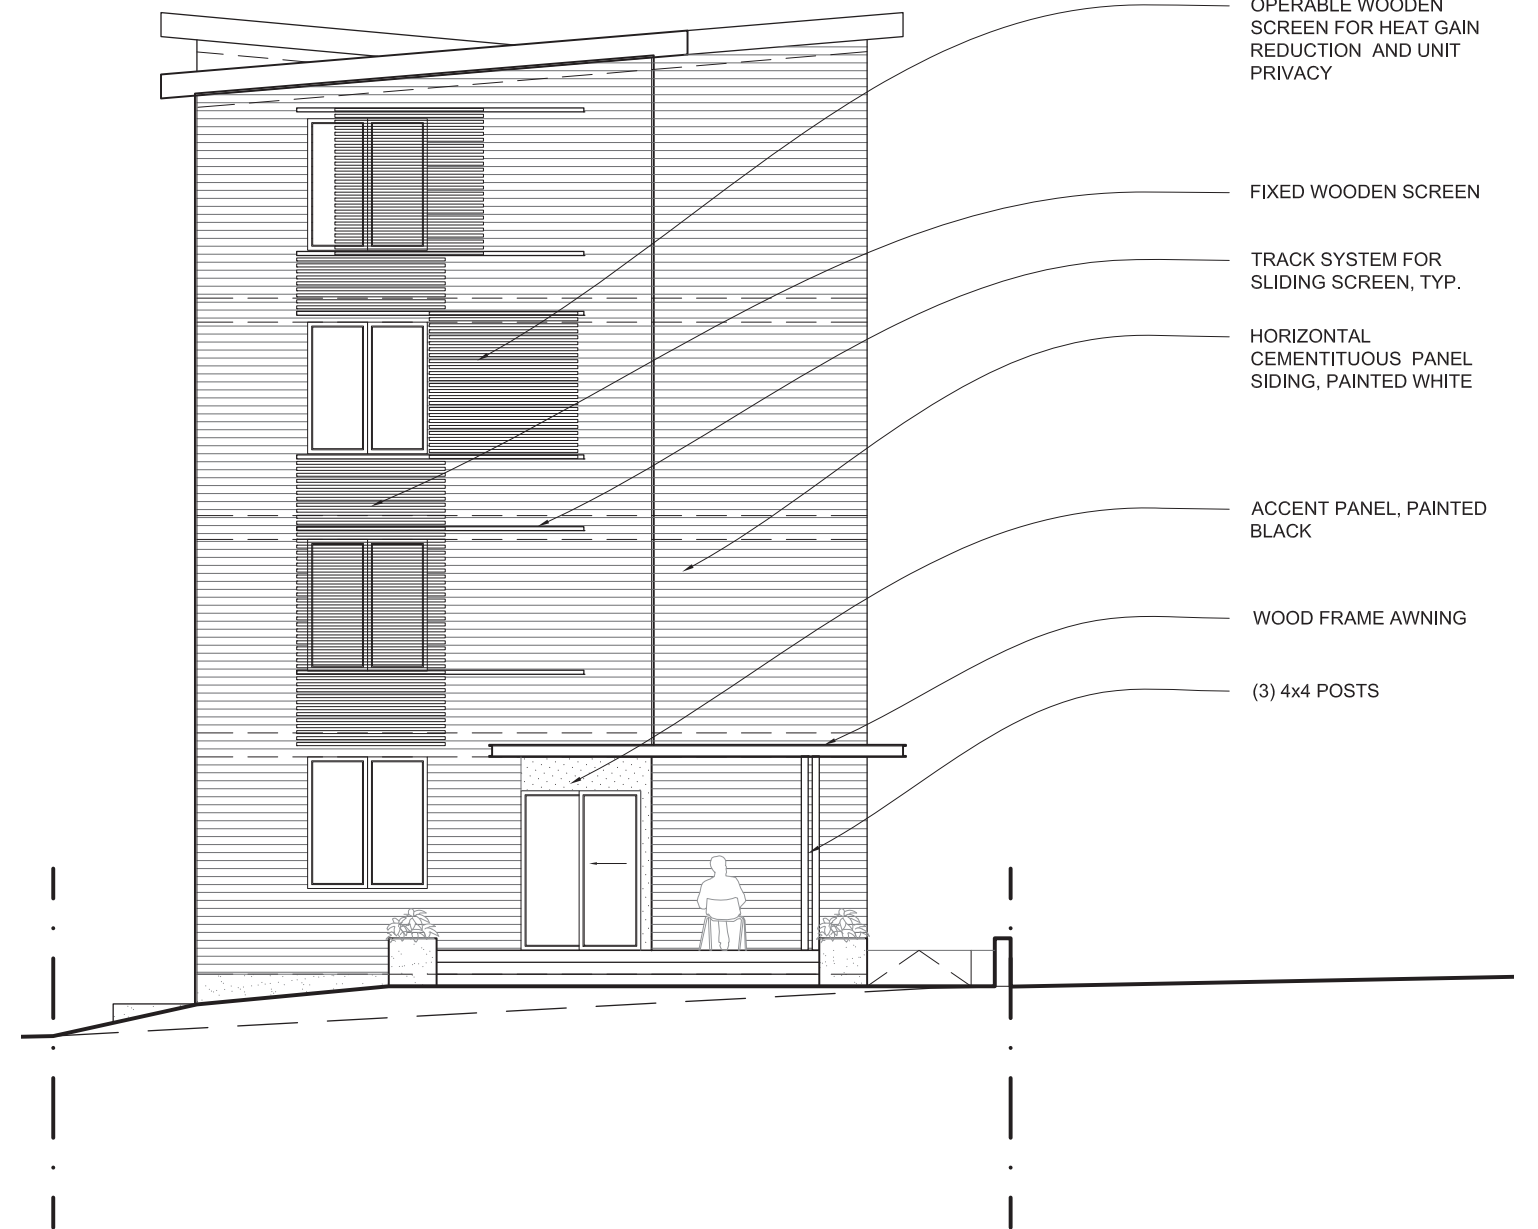 OPERABLE WOODEN
SCREEN FOR HEAT GAIN
REDUCTION AND UNIT
PRIVACY
FIXED WOODEN SCREEN
TRACK SYSTEM FOR
SLIDING SCREEN, TYP.
HORIZONTAL
CEMENTITUOUS PANEL
SIDING, PAINTED WHITE
ACCENT PANEL, PAINTED
BLACK
WOOD FRAME AWNING
(3) 4x4 POSTS